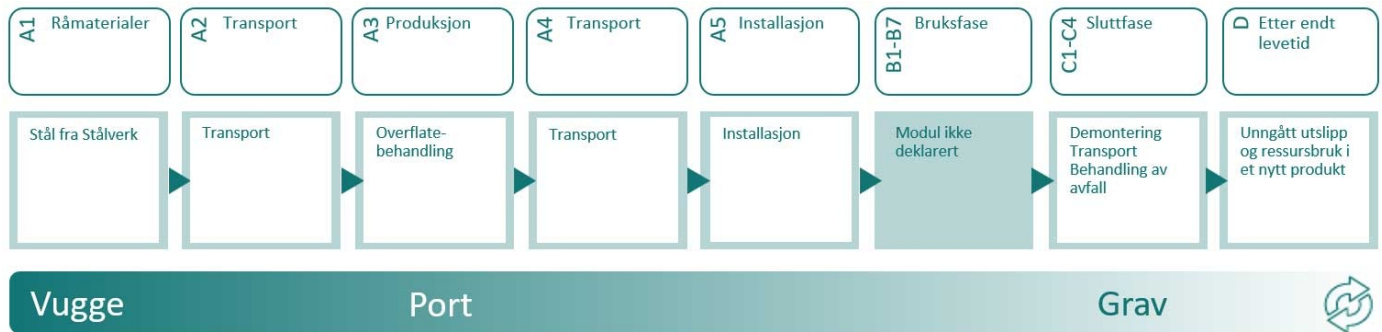 A1 Råmaterialer
A2 Transport
A3 Produksjon
A4 Transport
A5 Installasjon
B1-B7 Bruksfase
C1-C4 Sluttfase
D Etter endt
levetid
Stål fra Stålverk
Transport
Overflate-
behandling
Transport
Installasjon
Modul ikke
deklarert
Demontering
Transport
Behandling av
avfall
Unngått utslipp
og ressursbruk i
et nytt produkt
Vugge
Port
Grav